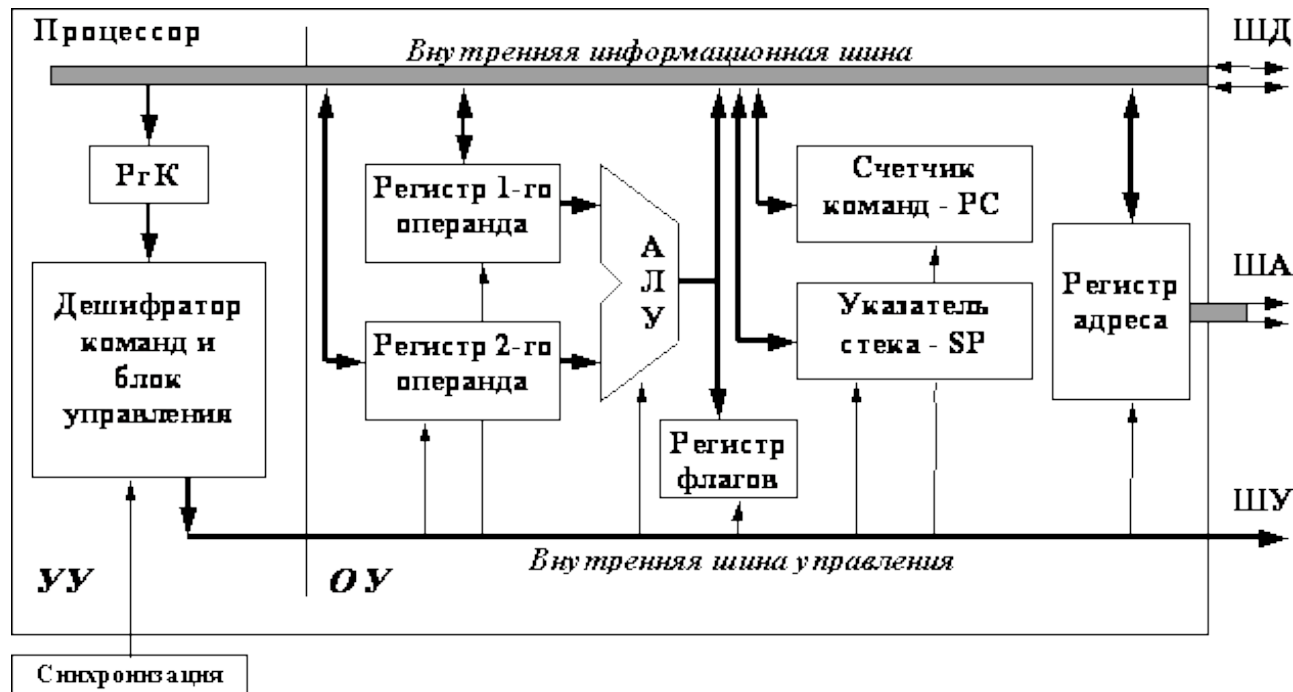 Процессор
Внутренняя информационная шина
ШД
РгК
Регистр 1-го
операнда
Счетчик
команд - PC
Дешифратор
команд и
блок
управления
А
Л
У
Регистр
адреса
ША
Регистр 2-го
операнда
Указатель
стека - SP
Регистр
флагов
ШУ
Внутренняя шина управления
УУ
ОУ
Синхронизация